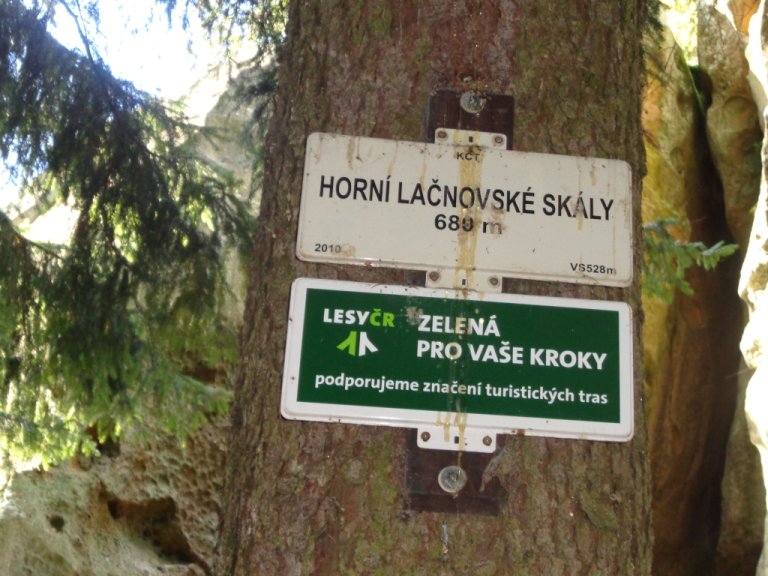 KČT
HORNÍ LAČNOVSKÉ SKÁLY
689 m
2010
VS528m
LESYČR
ZELENÁ
PRO VAŠE KROKY
podporujeme značení turistických tras